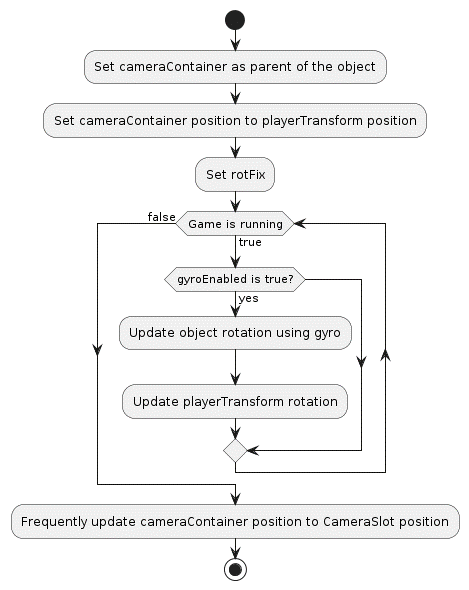 Set cameraContainer as parent of the object
Set cameraContainer position to playerTransform position
Set rotFix
false
Game is running
true
gyroEnabled is true?
yes
Update object rotation using gyro
Update playerTransform rotation
Frequently update cameraContainer position to CameraSlot position